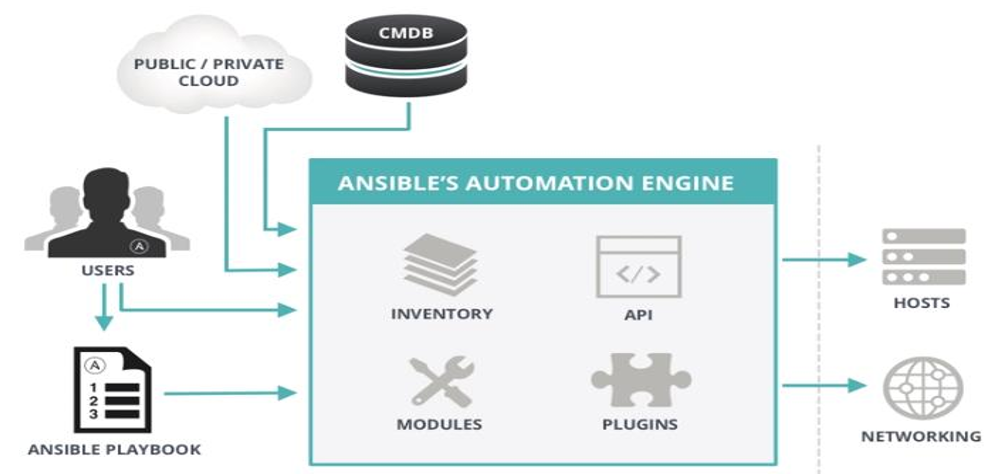 CMDB
PUBLIC / PRIVATE
CLOUD
ANSIBLE'S AUTOMATION ENGINE
A
USERS
INVENTORY
API
</>
HOSTS
A
1
2
3
MODULES
PLUGINS
ANSIBLE PLAYBOOK
NETWORKING